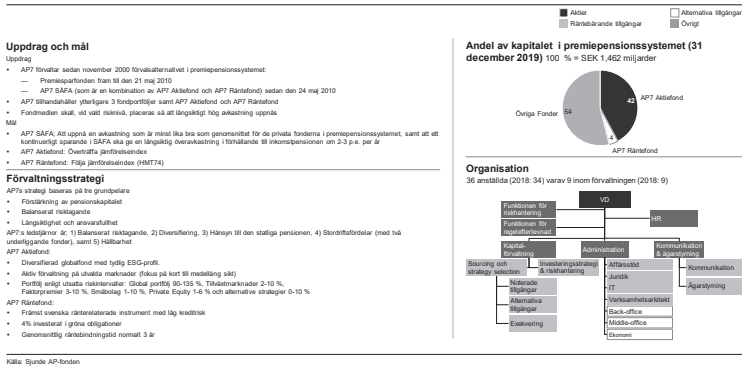 Aktier
Alternativa tillgångar
Räntebärande tillgångar
Övrigt
Uppdrag och mål
Uppdrag
• AP7 förvaltar sedan november 2000 förvalsalternativet i premiepensionssystemet:
— Premiesparfonden fram till den 21 maj 2010
— AP7 SÅFA (som är en kombination av AP7 Aktiefond och AP7 Räntefond) sedan den 24 maj 2010
• AP7 tillhandahåller ytterligare 3 fondportföljer samt AP7 Aktiefond och AP7 Räntefond
• Fondmedlen skall, vid vald risknivå, placeras så att långsiktigt hög avkastning uppnås
Mål
• AP7 SÅFA; Att uppnå en avkastning som är minst lika bra som genomsnittet för de privata fonderna i premiepensionssystemet, samt att ett
kontinuerligt sparande i SÅFA ska ge en långsiktig överavkastning i förhållande till inkomstpensionen om 2-3 p.e. per år
• AP7 Aktiefond: Överträffa jämförelseindex
• AP7 Räntefond: Följa jämföreiseindex (HMT74)
Förvaltningsstrategi
AP7s strategi baseras på tre grundpelare
• Förstärkning av pensionskapitalet
• Balanserat risktagande
• Långsiktighet och ansvarsfullhet
AP7:s ledstjärnor är; 1) Balanserat risktagande, 2) Diversifiering, 3) Hänsyn till den statliga pensionen, 4) Stordriftsfördelar (med två
underliggande fonder), samt 5) Hållbarhet
AP7 Aktiefond:
• Diversifierad globalfond med tydlig ESG-profil.
• Aktiv förvaltning på utvalda marknader (fokus på kort till medellång sikt)
• Portfölj enligt utsatta riskintervaller: Global portfölj 90-135 %, Tillväxtmarknader 2-10 %,
Faktorpremier 3-10 %, Småbolag 1-10 %, Private Equity 1-6 % och alternative strategier 0-10 %
AP7 Räntefond:
• Främst svenska ränterelaterade instrument med låg kreditrisk
• 4% investerat i gröna obligationer
• Genomsnittlig räntebindningstid normalt 3 år
Andel av kapitalet i premiepensionssystemet (31
december 2019) 100 % = SEK 1,462 miljarder
42
AP7 Aktiefond
54
Övriga Fonder
4
AP7 Räntefond
Organisation
36 anställda (2018: 34) varav 9 inom förvaltningen (2018: 9)
VD
Funktionen för
riskhantering
Funktionen för
regelefterlevnad
HR
Kapital-
förvaltning
Administration
Kommunikation
& ägarstyrning
Sourcing och
strategy selection
Investeringsstrategi
& riskhantering
Noterade
tillgångar
Alternativa
tillgångar
Exekvering
Affärsstöd
Juridik
IT
Verksamhetsarkitekt
Back-office
Middle-office
Ekonomi
Kommunikation
Ägarstyrning
Källa: Sjunde AP-fonden